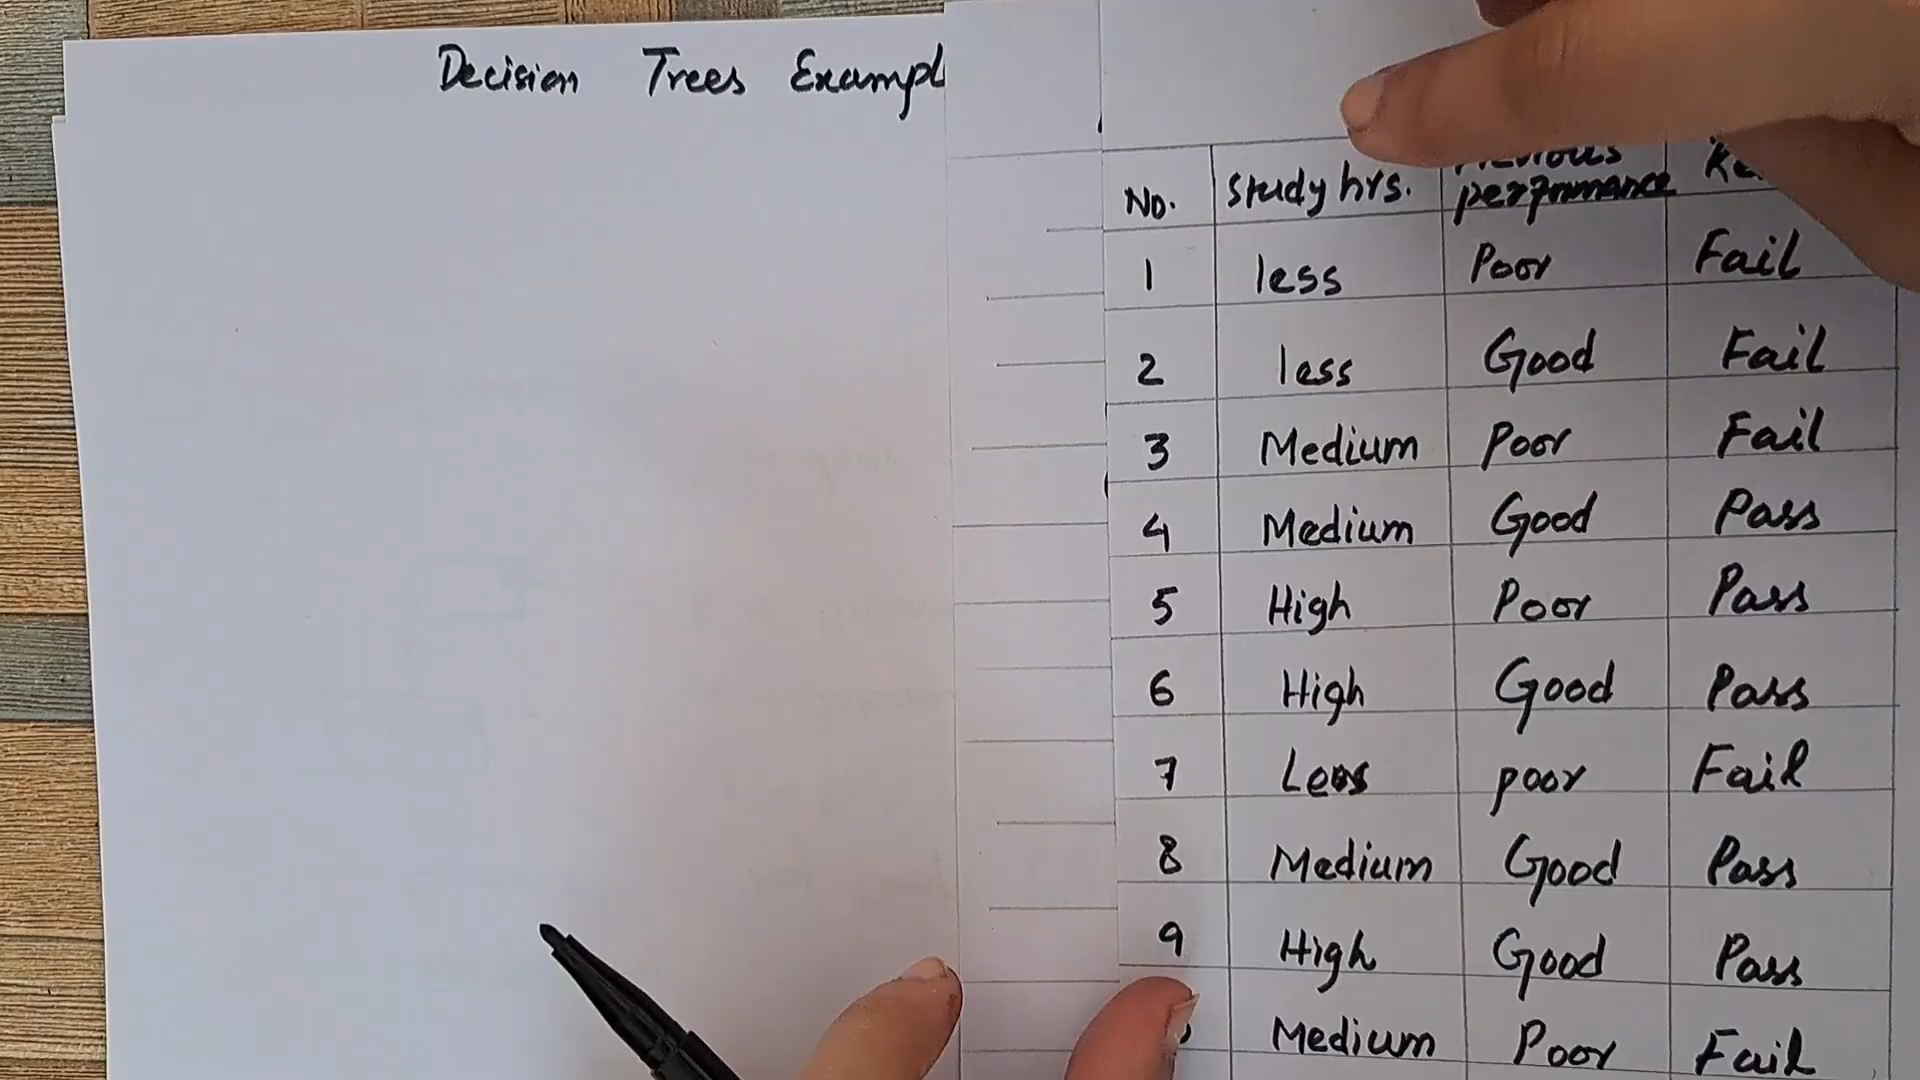 Decision Trees Exampl
No. Study hrs. performance
1 less Poor Fail
2 less Good Fail
3 Medium Poor Fail
4 Medium Good Pass
5 High Poor Pass
6 High Good Pass
7 Less poor Fail
8 Medium Good Pass
9 High Good Pass
Medium Poor Fail